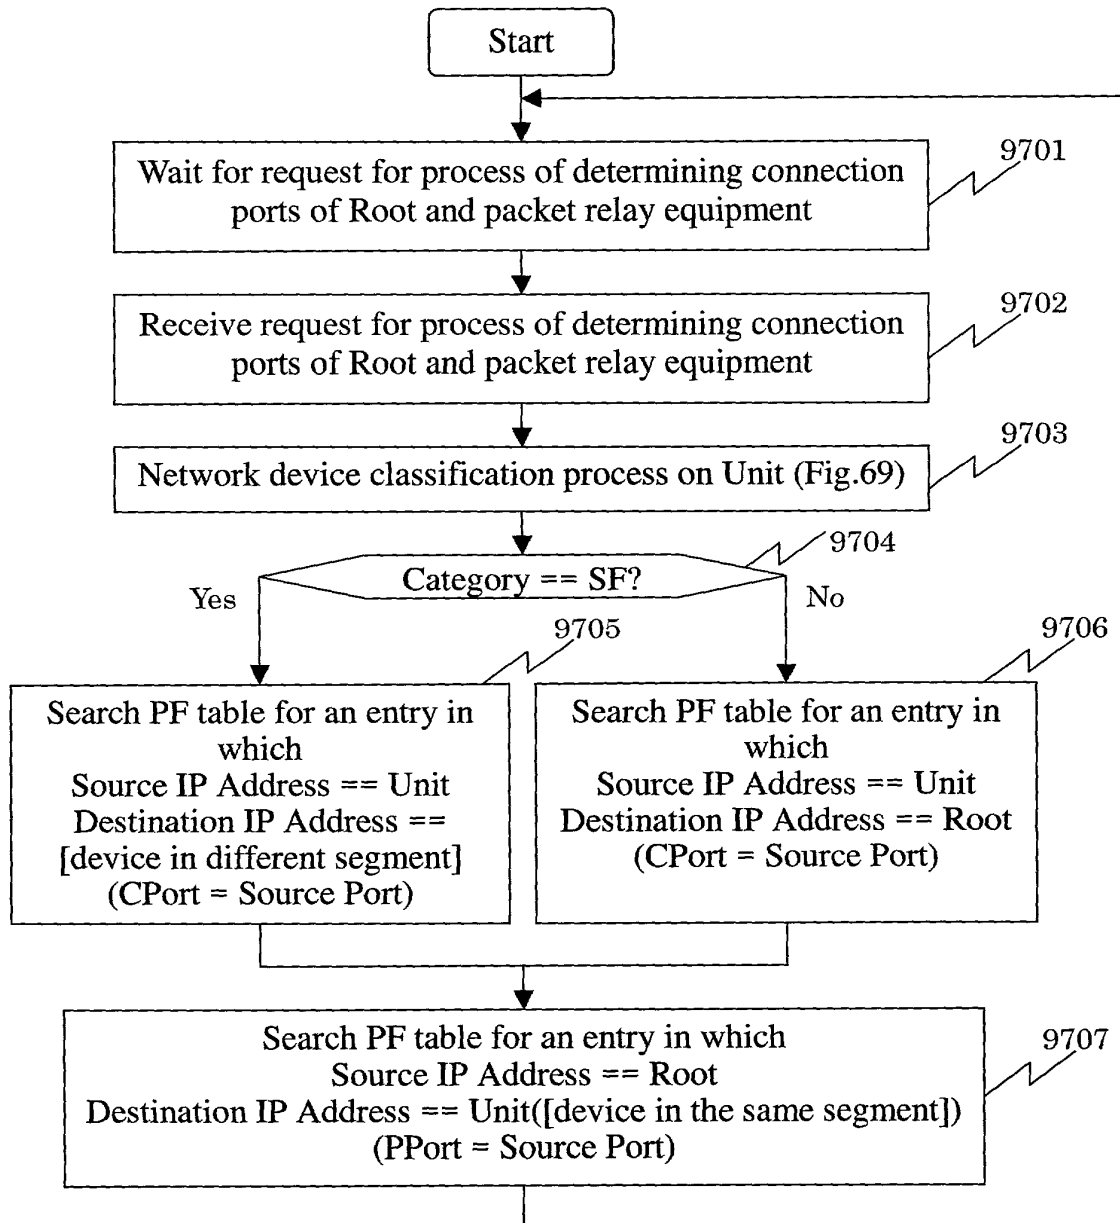 Start
Wait for request for process of determining connection
ports of Root and packet relay equipment
9701
Receive request for process of determining connection
ports of Root and packet relay equipment
9702
Network device classification process on Unit (Fig.69)
9703
Category == SF?
9704
Yes
No
9705
Search PF table for an entry in
which
Source IP Address == Unit
Destination IP Address ==
[device in different segment]
(CPort = Source Port)
9706
Search PF table for an entry in
which
Source IP Address == Unit
Destination IP Address == Root
(CPort = Source Port)
Search PF table for an entry in which
Source IP Address == Root
Destination IP Address == Unit([device in the same segment])
(PPort = Source Port)
9707